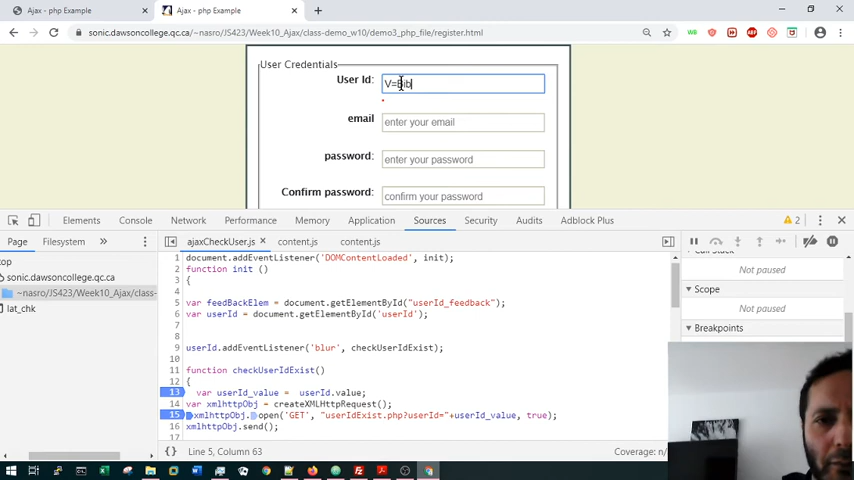 Ajax - php Example
Ajax - php Example
sonic.dawsoncollege.qc.ca/~nasro/JS423/Week10_Ajax/class-demo_w10/demo3_php_file/register.html
User Credentials
User Id: V=Bib
*
email enter your email
password: enter your password
Confirm password: confirm your password
Elements Console Network Performance Memory Application Sources Security Audits Adblock Plus 2
Page Filesystem ajaxCheckUser.js content.js content.js
top
sonic.dawsoncollege.qc.ca
~nasro/JS423/Week10_Ajax/class-
lat_chk
1 document.addEventListener('DOMContentLoaded', init);
2 function init ()
3 {
4
5 var feedBackElem = document.getElementById("userId_feedback");
6 var userId = document.getElementById('userId');
7
8
9 userId.addEventListener('blur', checkUserIdExist);
10
11 function checkUserIdExist()
12 {
13 var userId_value = userId.value;
14 var xmlhttpObj = createXMLHttpRequest();
15 xmlhttpObj.open('GET', "userIdExist.php?userId="+userId_value, true);
16 xmlhttpObj.send();
17
Call Stack
Not paused
Scope
Not paused
Breakpoints
{} Line 5, Column 63 Coverage: n/